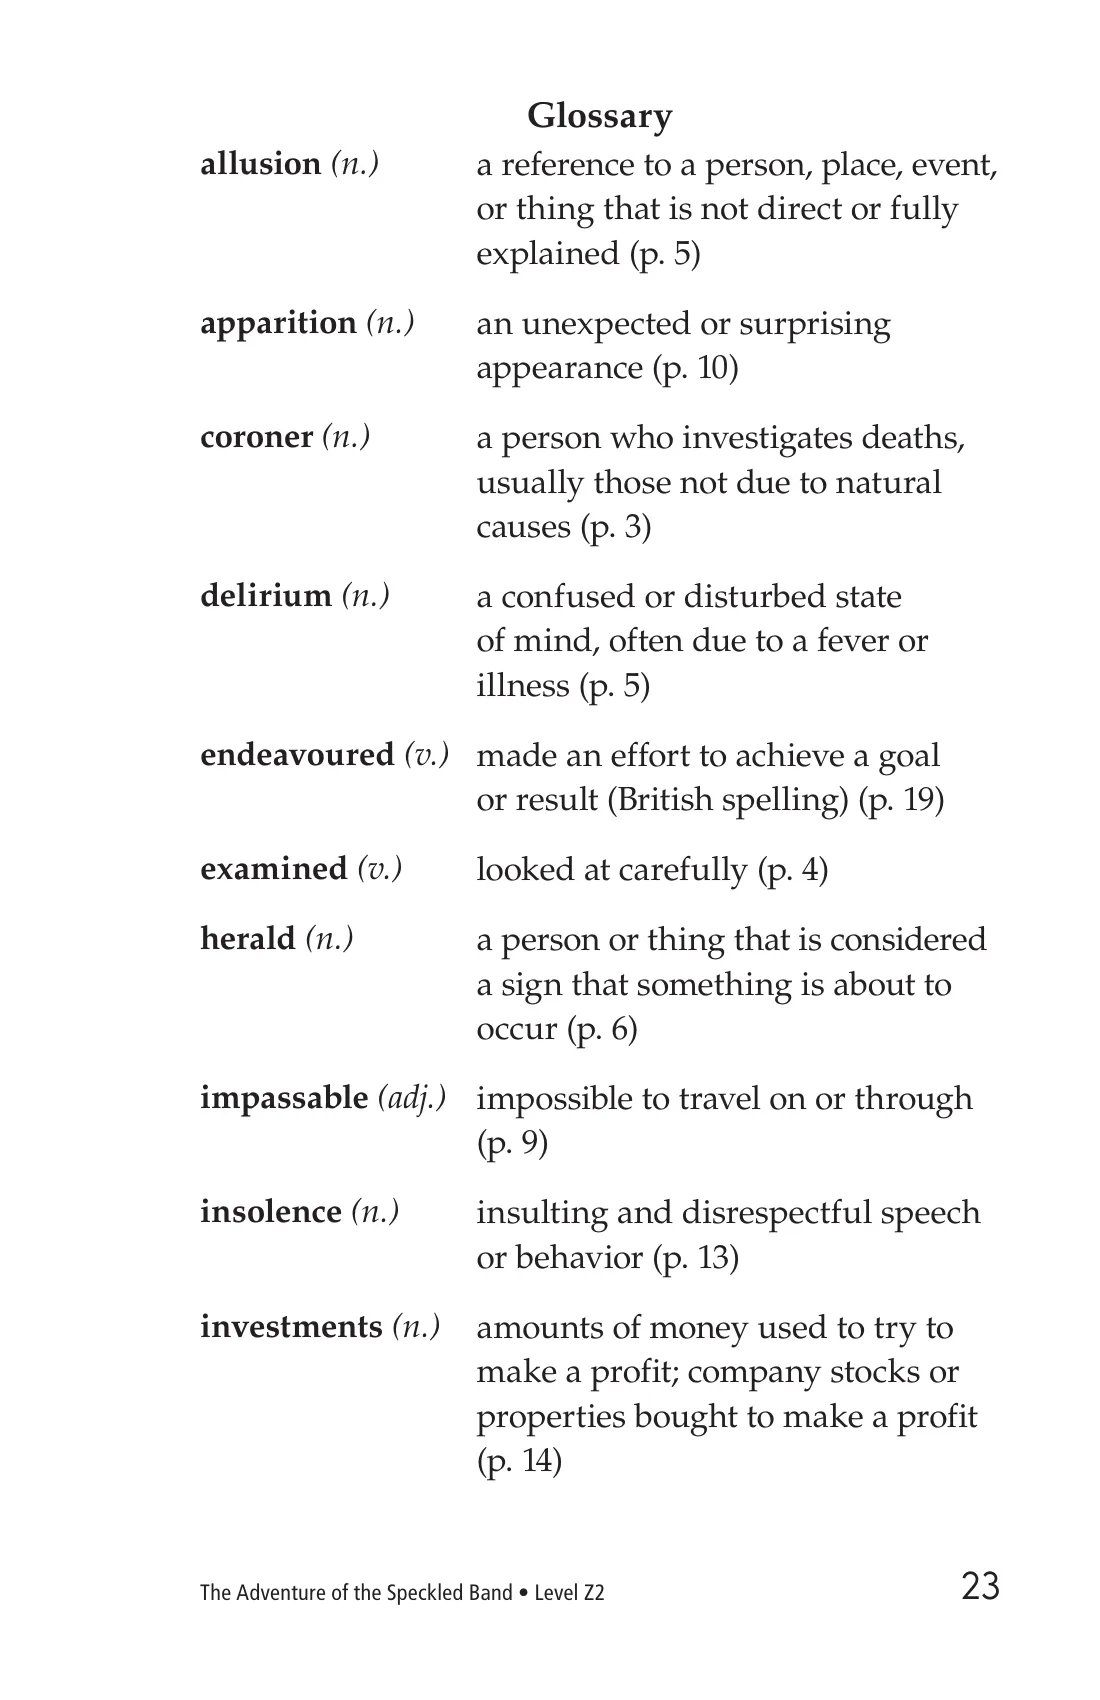 Glossary
allusion (n.) a reference to a person, place, event,
or thing that is not direct or fully
explained (p. 5)
apparition (n.) an unexpected or surprising
appearance (p. 10)
coroner (n.) a person who investigates deaths,
usually those not due to natural
causes (p. 3)
delirium (n.) a confused or disturbed state
of mind, often due to a fever or
illness (p. 5)
endeavoured (v.) made an effort to achieve a goal
or result (British spelling) (p. 19)
examined (v.) looked at carefully (p. 4)
herald (n.) a person or thing that is considered
a sign that something is about to
occur (p. 6)
impassable (adj.) impossible to travel on or through
(p. 9)
insolence (n.) insulting and disrespectful speech
or behavior (p. 13)
investments (n.) amounts of money used to try to
make a profit; company stocks or
properties bought to make a profit
(p. 14)
The Adventure of the Speckled Band • Level Z2 23